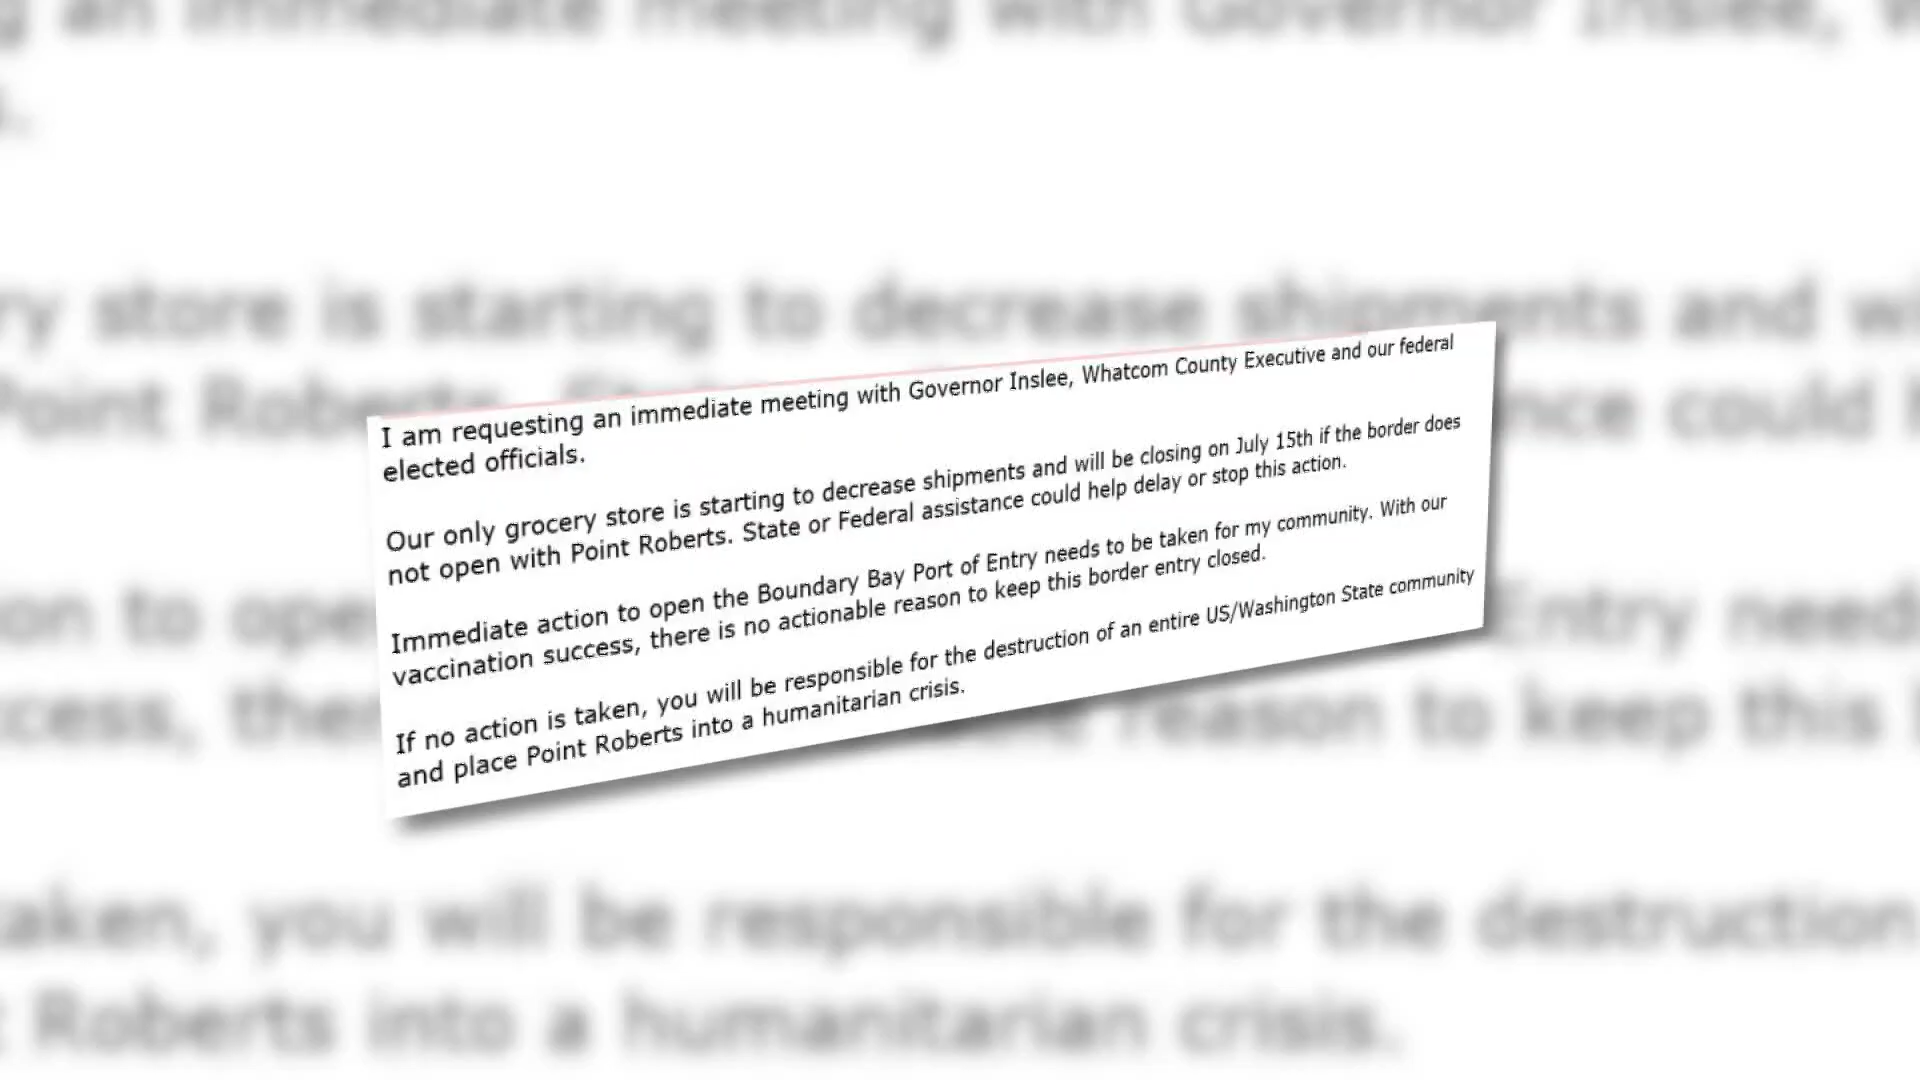 I am requesting an immediate meeting with Governor Inslee, Whatcom County Executive and our federal
elected officials.
Our only grocery store is starting to decrease shipments and will be closing on July 15th if the border does
not open with Point Roberts. State or Federal assistance could help delay or stop this action.
Immediate action to open the Boundary Bay Port of Entry needs to be taken for my community. With our
vaccination success, there is no actionable reason to keep this border entry closed.
If no action is taken, you will be responsible for the destruction of an entire US/Washington State community
and place Point Roberts into a humanitarian crisis.